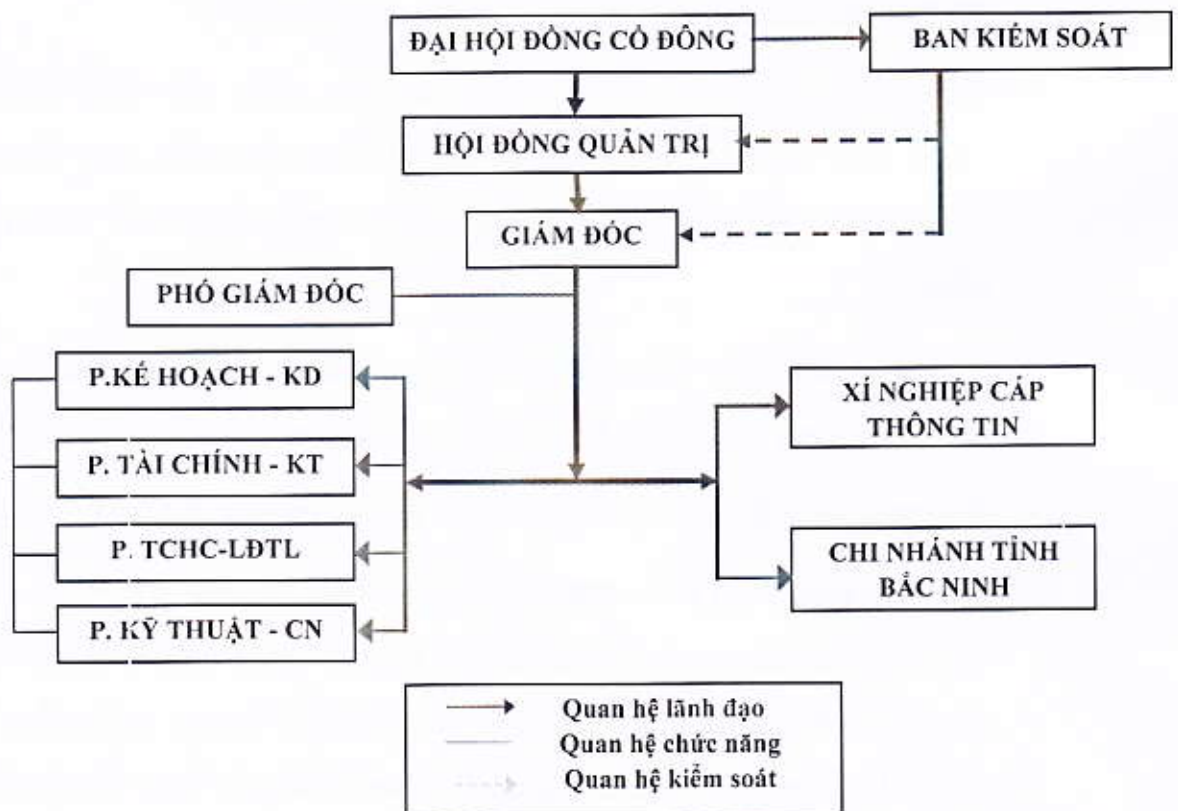 ĐẠI HỘI ĐỒNG CỔ ĐÔNG
BAN KIỂM SOÁT
HỘI ĐỒNG QUẢN TRỊ
GIÁM ĐỐC
PHÓ GIÁM ĐỐC
P.KẾ HOẠCH - KD
P. TÀI CHÍNH - KT
P. TCHC-LĐTL
P. KỸ THUẬT - CN
XÍ NGHIỆP CÁP
THÔNG TIN
CHI NHÁNH TỈNH
BẮC NINH
Quan hệ lãnh đạo
Quan hệ chức năng
Quan hệ kiểm soát